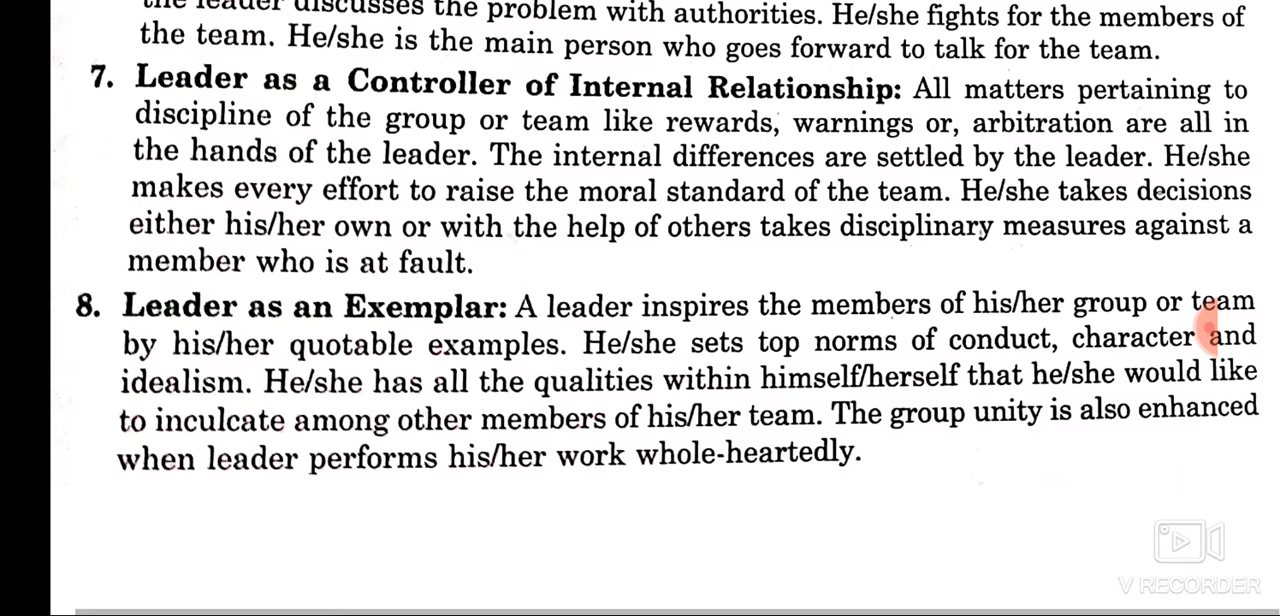 the leader discusses the problem with authorities. He/she fights for the members of
the team. He/she is the main person who goes forward to talk for the team.
7. Leader as a Controller of Internal Relationship: All matters pertaining to
discipline of the group or team like rewards, warnings or, arbitration are all in
the hands of the leader. The internal differences are settled by the leader. He/she
makes every effort to raise the moral standard of the team. He/she takes decisions
either his/her own or with the help of others takes disciplinary measures against a
member who is at fault.
8. Leader as an Exemplar: A leader inspires the members of his/her group or team
by his/her quotable examples. He/she sets top norms of conduct, character and
idealism. He/she has all the qualities within himself/herself that he/she would like
to inculcate among other members of his/her team. The group unity is also enhanced
when leader performs his/her work whole-heartedly.
V RECORDER